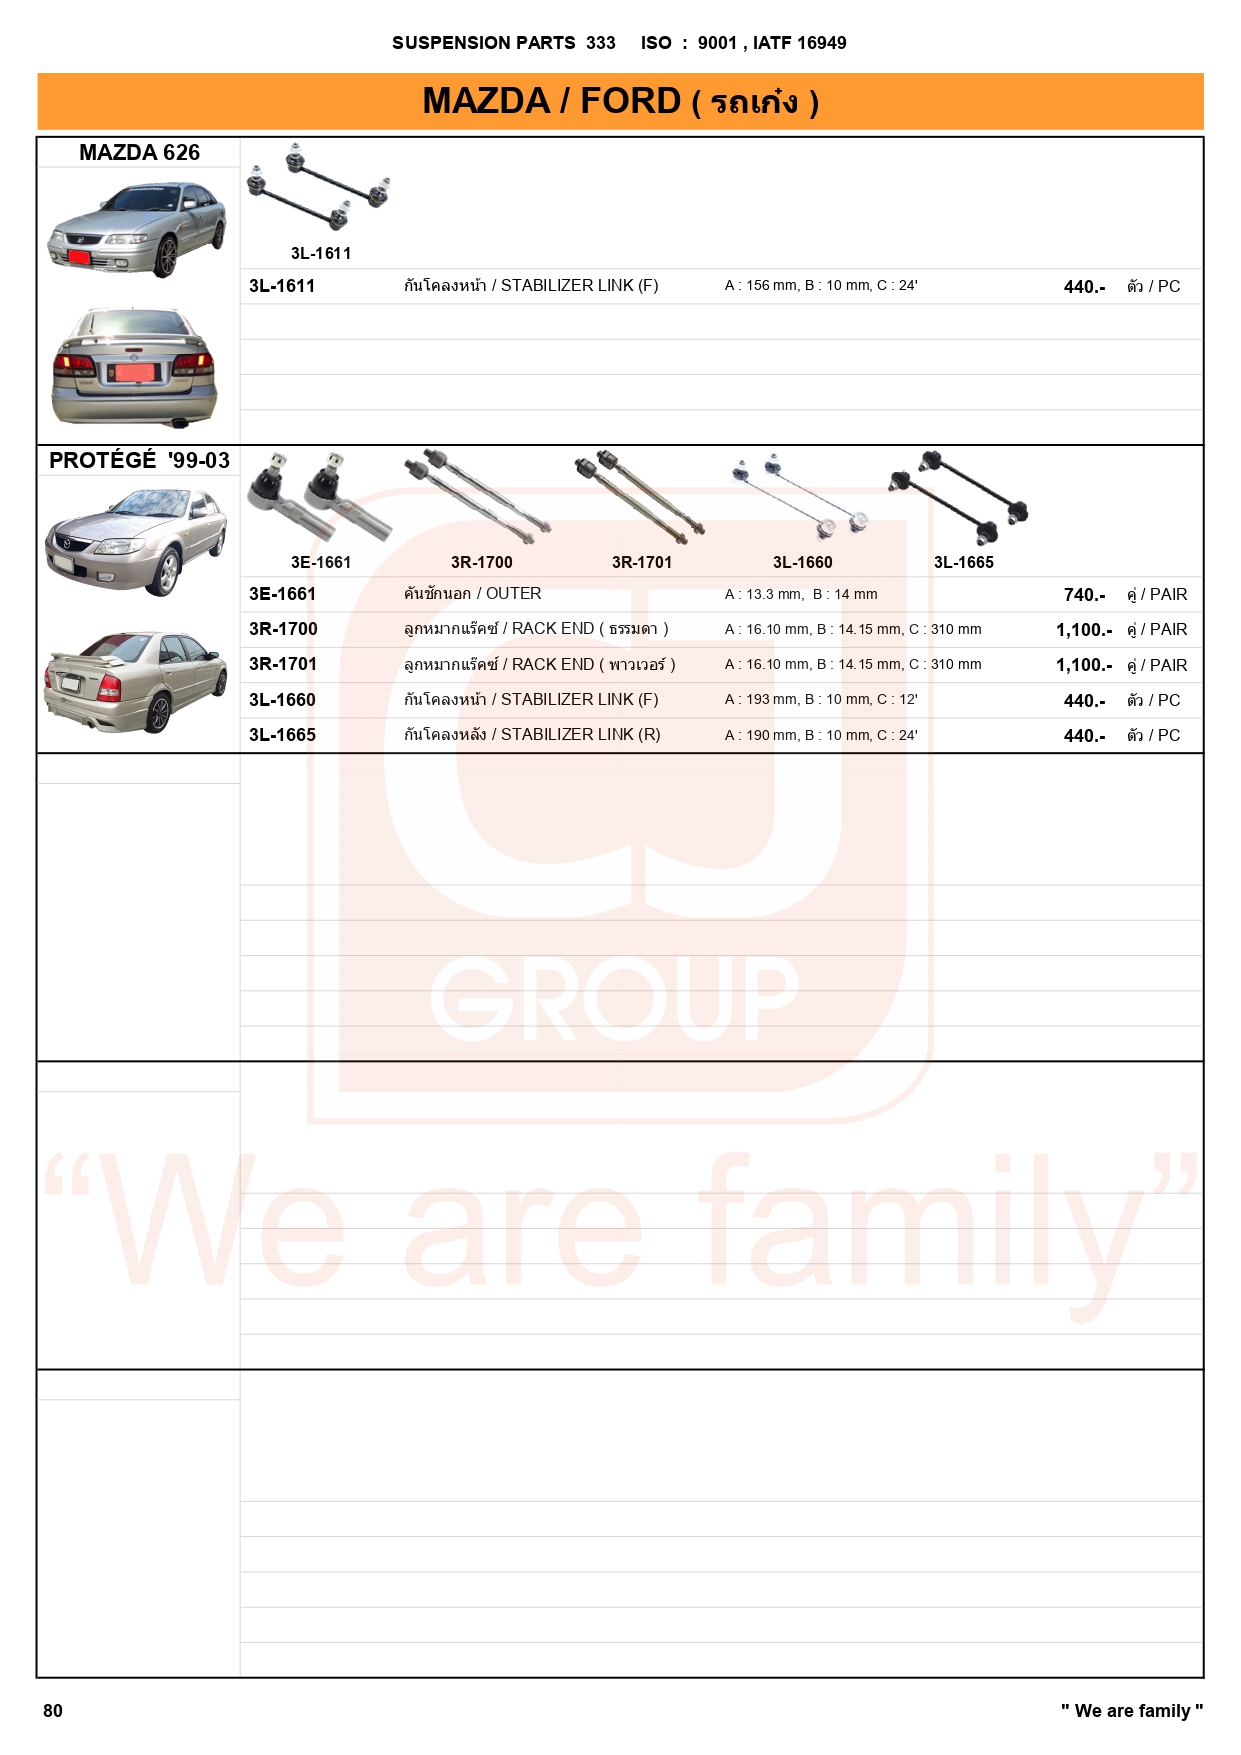 SUSPENSION PARTS  333     ISO  :  9001 , IATF 16949
MAZDA / FORD ( รถเก๋ง )
MAZDA 626
3L-1611
3L-1611 กันโคลงหน้า / STABILIZER LINK (F) A : 156 mm, B : 10 mm, C : 24' 440.- ตัว / PC
PROTÉGÉ  '99-03
3E-1661 3R-1700 3R-1701 3L-1660 3L-1665
3E-1661 คันชักนอก / OUTER A : 13.3 mm,  B : 14 mm 740.- คู่ / PAIR
3R-1700 ลูกหมากแร๊คซ์ / RACK END ( ธรรมดา ) A : 16.10 mm, B : 14.15 mm, C : 310 mm 1,100.- คู่ / PAIR
3R-1701 ลูกหมากแร๊คซ์ / RACK END ( พาวเวอร์ ) A : 16.10 mm, B : 14.15 mm, C : 310 mm 1,100.- คู่ / PAIR
3L-1660 กันโคลงหน้า / STABILIZER LINK (F) A : 193 mm, B : 10 mm, C : 12' 440.- ตัว / PC
3L-1665 กันโคลงหลัง / STABILIZER LINK (R) A : 190 mm, B : 10 mm, C : 24' 440.- ตัว / PC
CJ
GROUP
“We are family”
80 " We are family "